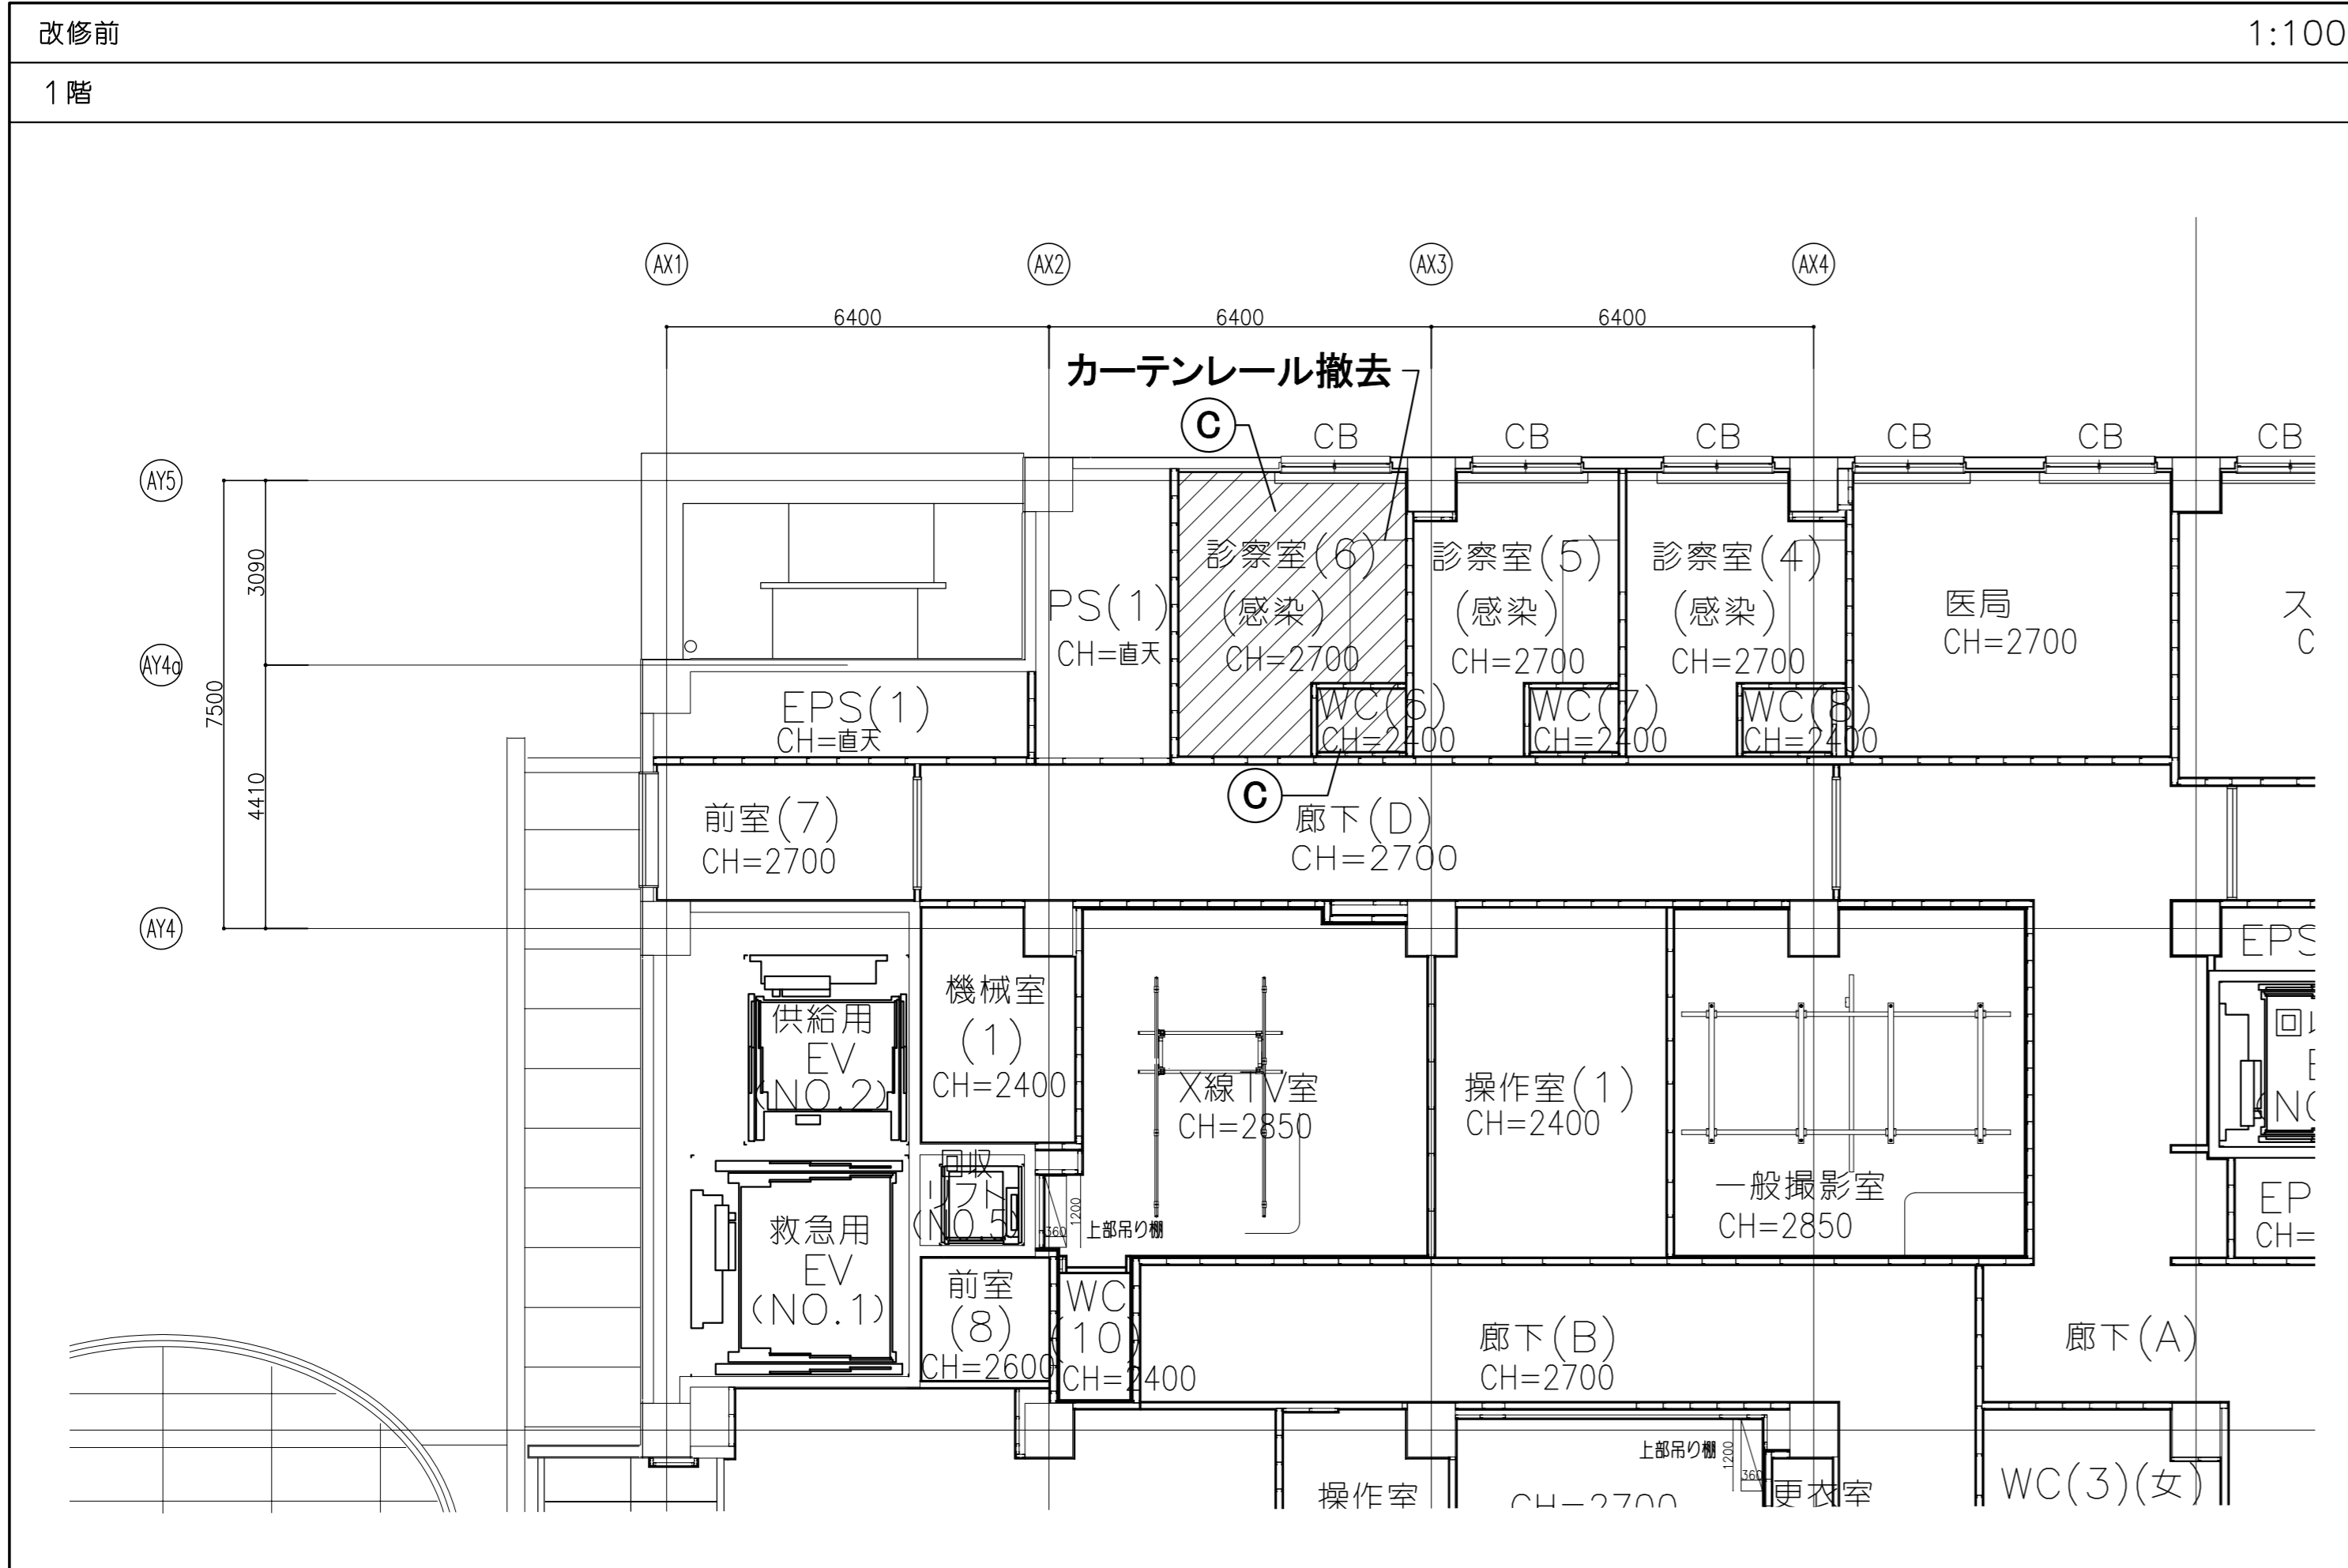 改修前
1:100
1階
AX1
AX2
AX3
AX4
6400
6400
6400
カーテンレール撤去
C
CB
CB
CB
CB
CB
CB
AY5
AY4a
AY4
3090
7500
4410
PS(1)
CH=直天
診察室(6)
(感染)
CH=2700
診察室(5)
(感染)
CH=2700
診察室(4)
(感染)
CH=2700
医局
CH=2700
ス
C
EPS(1)
CH=直天
WC(6)
CH=2400
WC(7)
CH=2400
WC(8)
CH=2400
C
前室(7)
CH=2700
廊下(D)
CH=2700
EPS
供給用
EV
(NO.2)
機械室
(1)
CH=2400
X線TV室
CH=2850
操作室(1)
CH=2400
一般撮影室
CH=2850
回収
リフト
(NO.5)
360
1200
上部吊り棚
救急用
EV
(NO.1)
前室
(8)
CH=2600
WC
(10)
CH=2400
廊下(B)
CH=2700
廊下(A)
EP
CH=
上部吊り棚
1200
360
操作室
CH=2700
更衣室
WC(3)(女)